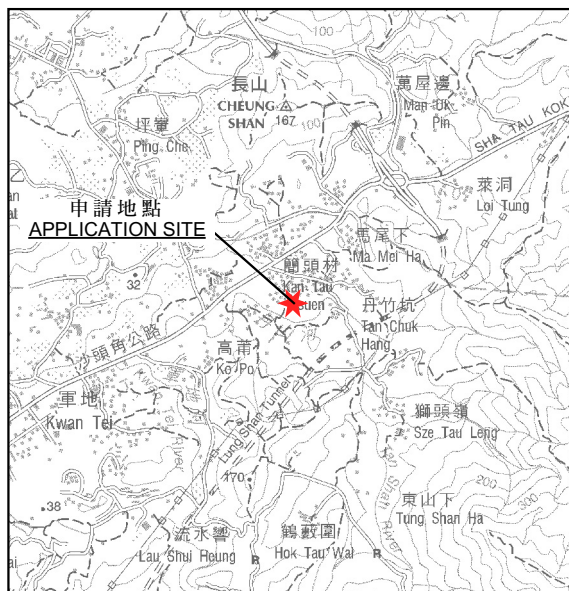 100
長山
CHEUNG
SHAN
167
100
萬屋邊
Man Uk
Pin
坪輋
Ping Che
SHA TAU KOK
乙
萊洞
Loi Tung
申請地點
APPLICATION SITE
馬尾下
Ma Mei Ha
簡頭村
Kan Tau
Tsuen
32
丹竹坑
Tan Chuk
Hang
沙頭角公路
高莆
Ko Po
軍地
Kwan Tei
Lung Shan Tunnel
獅頭嶺
Sze Tau Leng
170
200
300
38
東山下
Tung Shan Ha
流水響
Lau Shui Heung
鶴藪圍
Hok Tau Wai
R
R